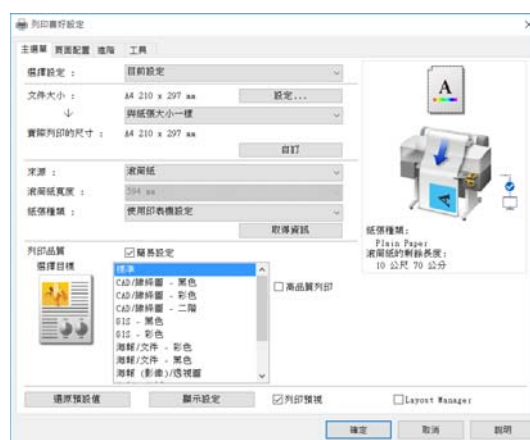 列印喜好設定
主選單 頁面配置 進階 工具
選擇設定： 目前設定
文件大小： A4 210 x 297 mm 設定...
↓ 與紙張大小一樣
實際列印的尺寸： A4 210 x 297 mm
自訂
來源： 滾筒紙
滾筒紙寬度： 594 mm
紙張種類： 使用印表機設定
取得資訊
A
A
紙張種類：
Plain Paper
滾筒紙的剩餘長度：
10 公尺 70 公分
列印品質 簡易設定
選擇目標
標準
CAD/線條圖 - 黑色
CAD/線條圖 - 彩色
CAD/線條圖 - 二階
GIS - 黑色
GIS - 彩色
海報/文件 - 彩色
海報/文件 - 黑色
海報 (影像)/透視圖
高品質列印
還原預設值 顯示設定 列印預視 Layout Manager
確定 取消 說明